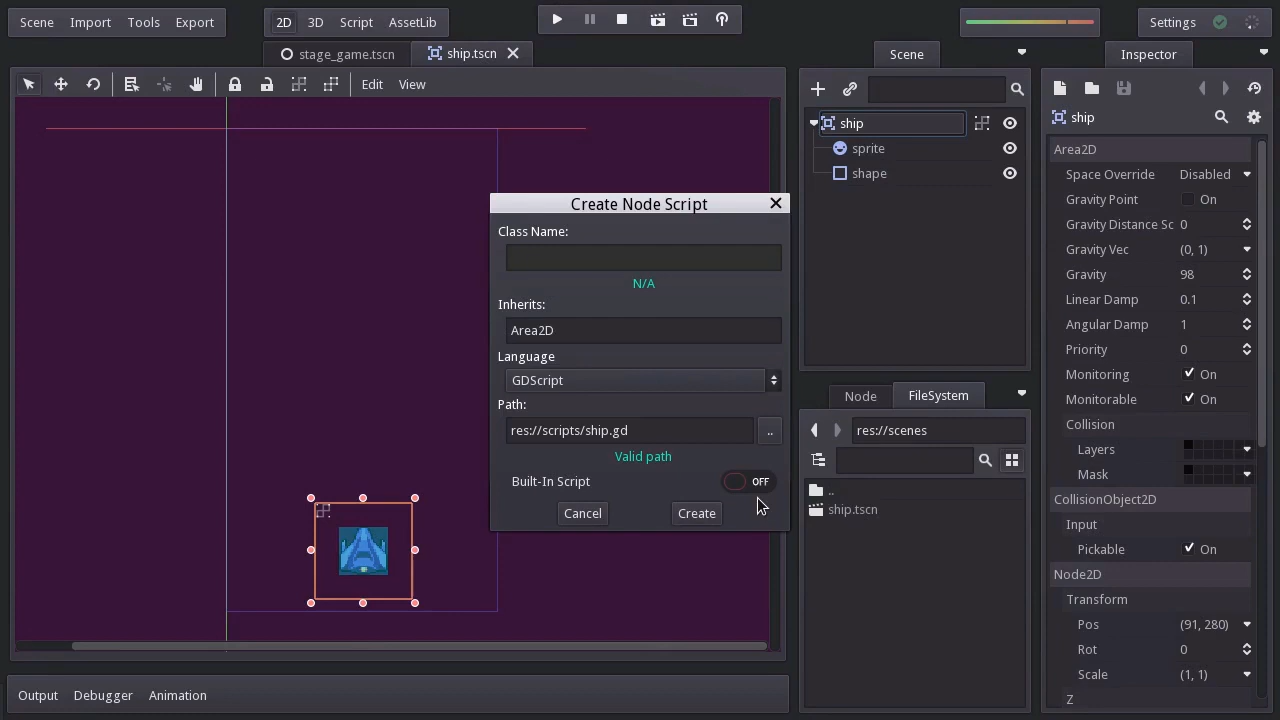 Scene Import Tools Export
2D 3D Script AssetLib
Settings
stage_game.tscn
ship.tscn
Edit View
Create Node Script
Class Name:
N/A
Inherits:
Area2D
Language
GDScript
Path:
res://scripts/ship.gd
..
Valid path
Built-In Script
OFF
Cancel
Create
Output Debugger Animation
Scene
ship
sprite
shape
Node
FileSystem
res://scenes
..
ship.tscn
Inspector
ship
Area2D
Space Override Disabled
Gravity Point On
Gravity Distance Sc 0
Gravity Vec (0, 1)
Gravity 98
Linear Damp 0.1
Angular Damp 1
Priority 0
Monitoring On
Monitorable On
Collision
Layers
Mask
CollisionObject2D
Input
Pickable On
Node2D
Transform
Pos (91, 280)
Rot 0
Scale (1, 1)
Z